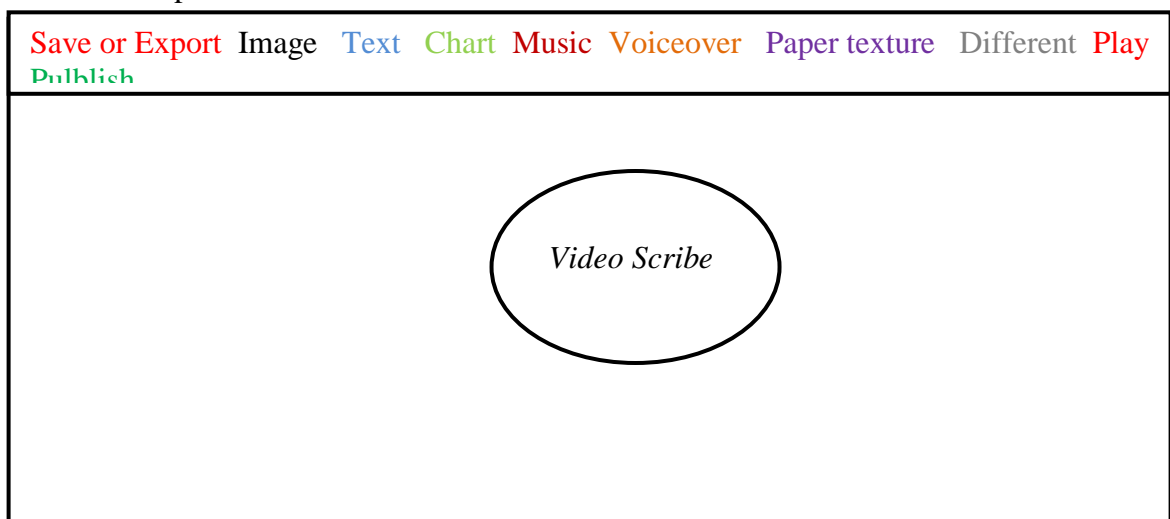 Save or Export Image Text Chart Music Voiceover Paper texture Different Play
Pulblish
Video Scribe